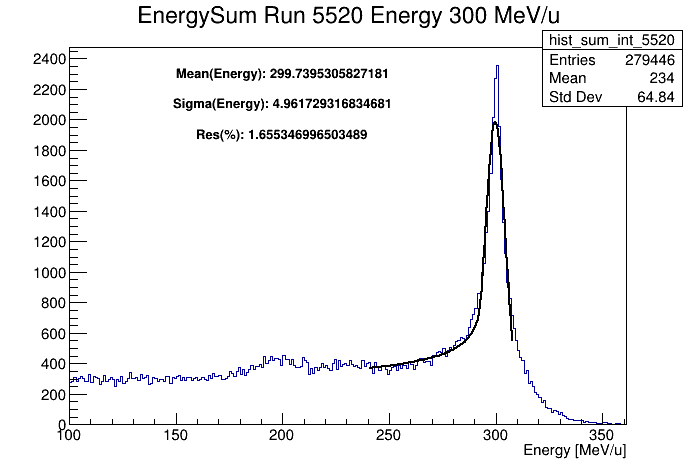 EnergySum Run 5520 Energy 300 MeV/u
hist_sum_int_5520
Entries 279446
Mean 234
Std Dev 64.84
Mean(Energy): 299.7395305827181
Sigma(Energy): 4.961729316834681
Res(%): 1.655346996503489
2400
2200
2000
1800
1600
1400
1200
1000
800
600
400
200
0
100 150 200 250 300 350
Energy [MeV/u]